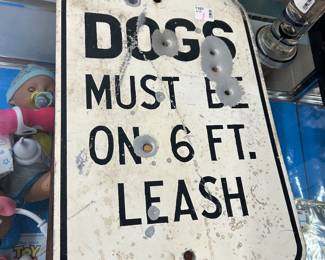 DOGS
MUST BE
ON 6 FT.
LEASH